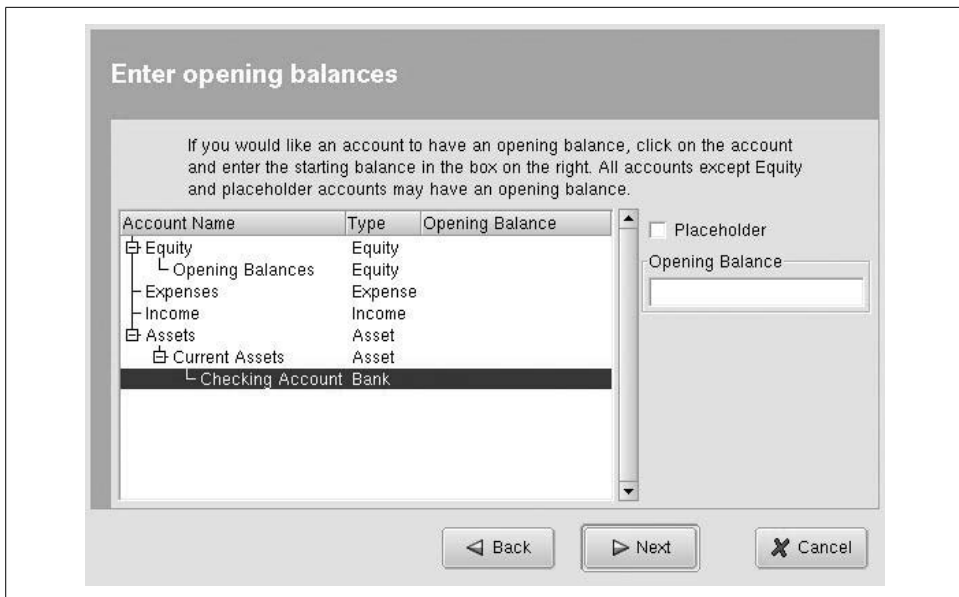 Enter opening balances
If you would like an account to have an opening balance, click on the account
and enter the starting balance in the box on the right. All accounts except Equity
and placeholder accounts may have an opening balance.
Account Name Type Opening Balance
Equity Equity
Opening Balances Equity
Expenses Expense
Income Income
Assets Asset
Current Assets Asset
Checking Account Bank
Placeholder
Opening Balance
Back Next Cancel